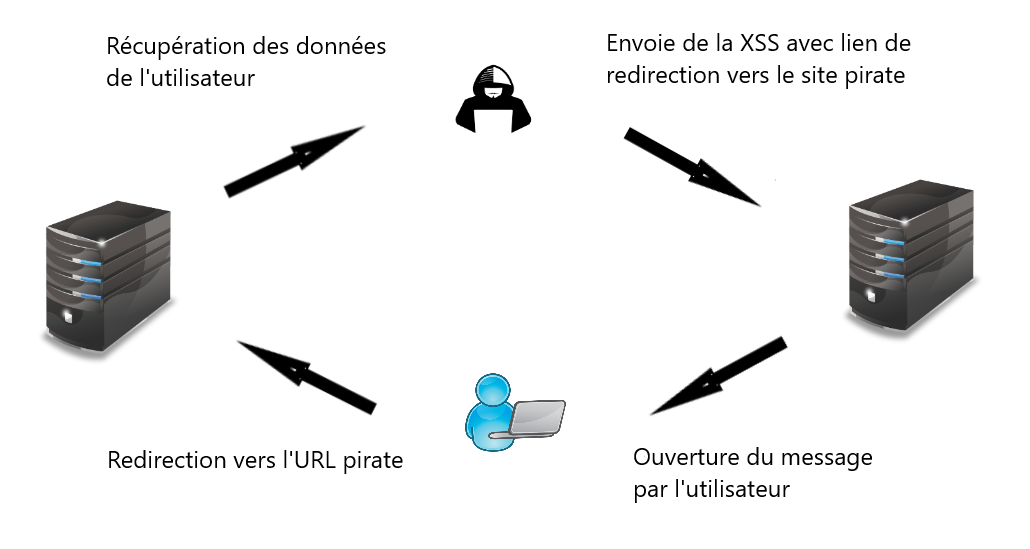 Récupération des données
de l'utilisateur
Envoie de la XSS avec lien de
redirection vers le site pirate
Redirection vers l'URL pirate
Ouverture du message
par l'utilisateur